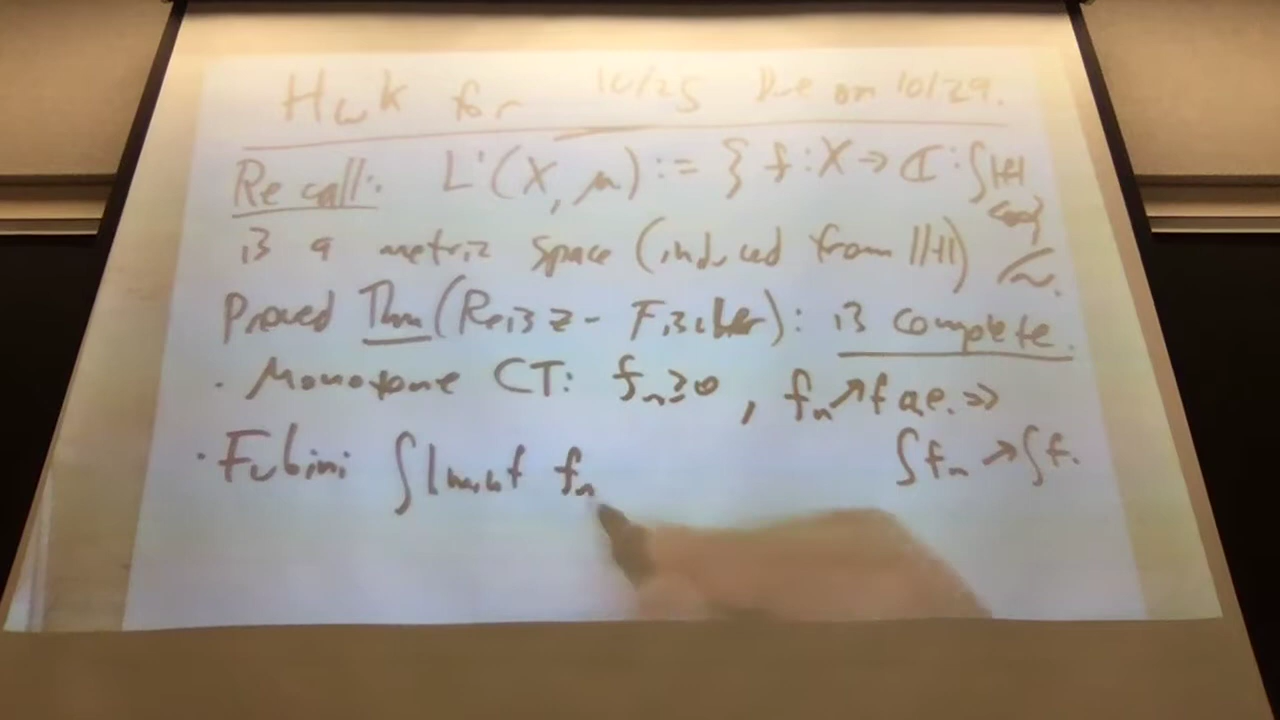 Hwk for 10/25 Due on 10/29.
Recall: L¹(X, μ) := { f : X → ℂ : ∫|f| < ∞}
is a metric space (induced from ||f||) /~.
Proved Thm (Reisz - Fischer): is complete.
· Monotone CT: fₙ ≥ 0, fₙ ↗ f a.e. ⇒
∫fₙ ↗ ∫f.
· Fubini ∫ liminf fₙ